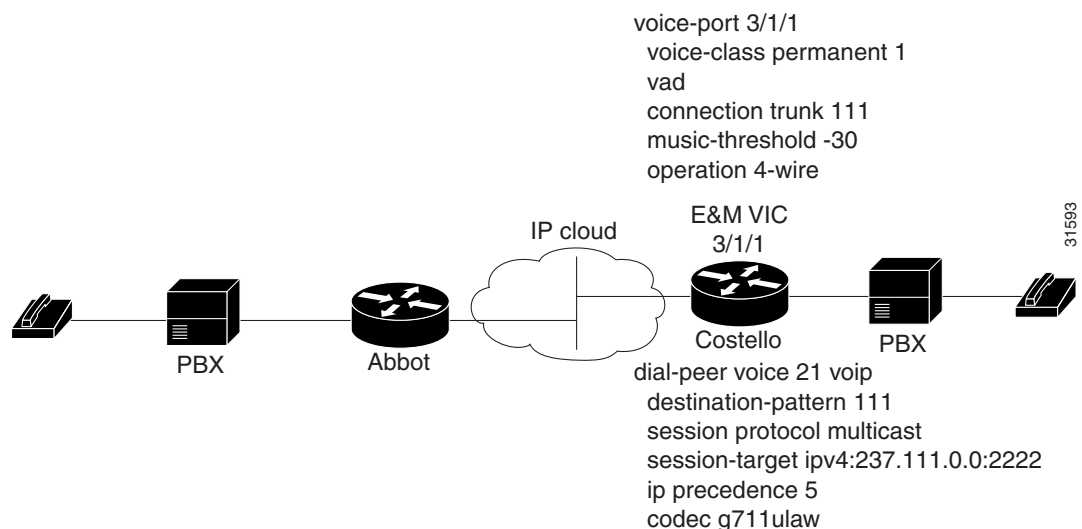 voice-port 3/1/1
voice-class permanent 1
vad
connection trunk 111
music-threshold -30
operation 4-wire
E&M VIC
3/1/1
31593
IP cloud
PBX
Abbot
Costello
PBX
dial-peer voice 21 voip
destination-pattern 111
session protocol multicast
session-target ipv4:237.111.0.0:2222
ip precedence 5
codec g711ulaw